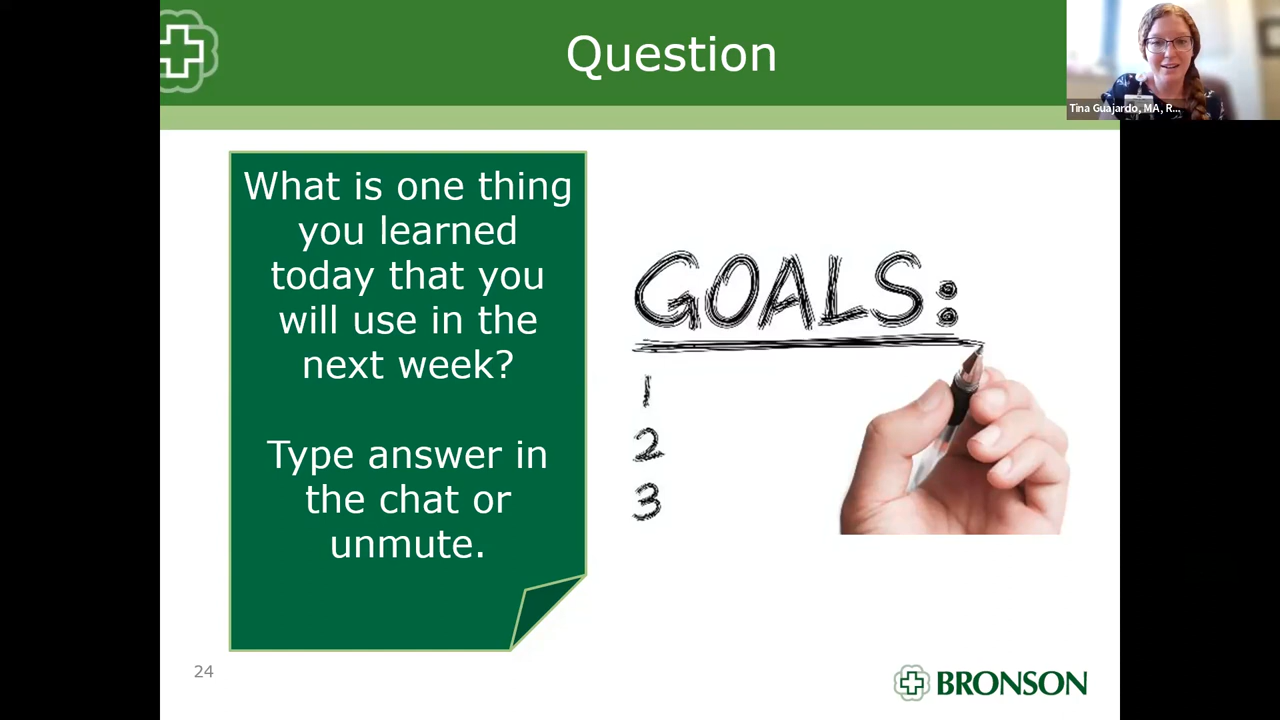 Question
Tina Guajardo, MA, R...
What is one thing
you learned
today that you
will use in the
next week?
Type answer in
the chat or
unmute.
GOALS:
1
2
3
24
BRONSON